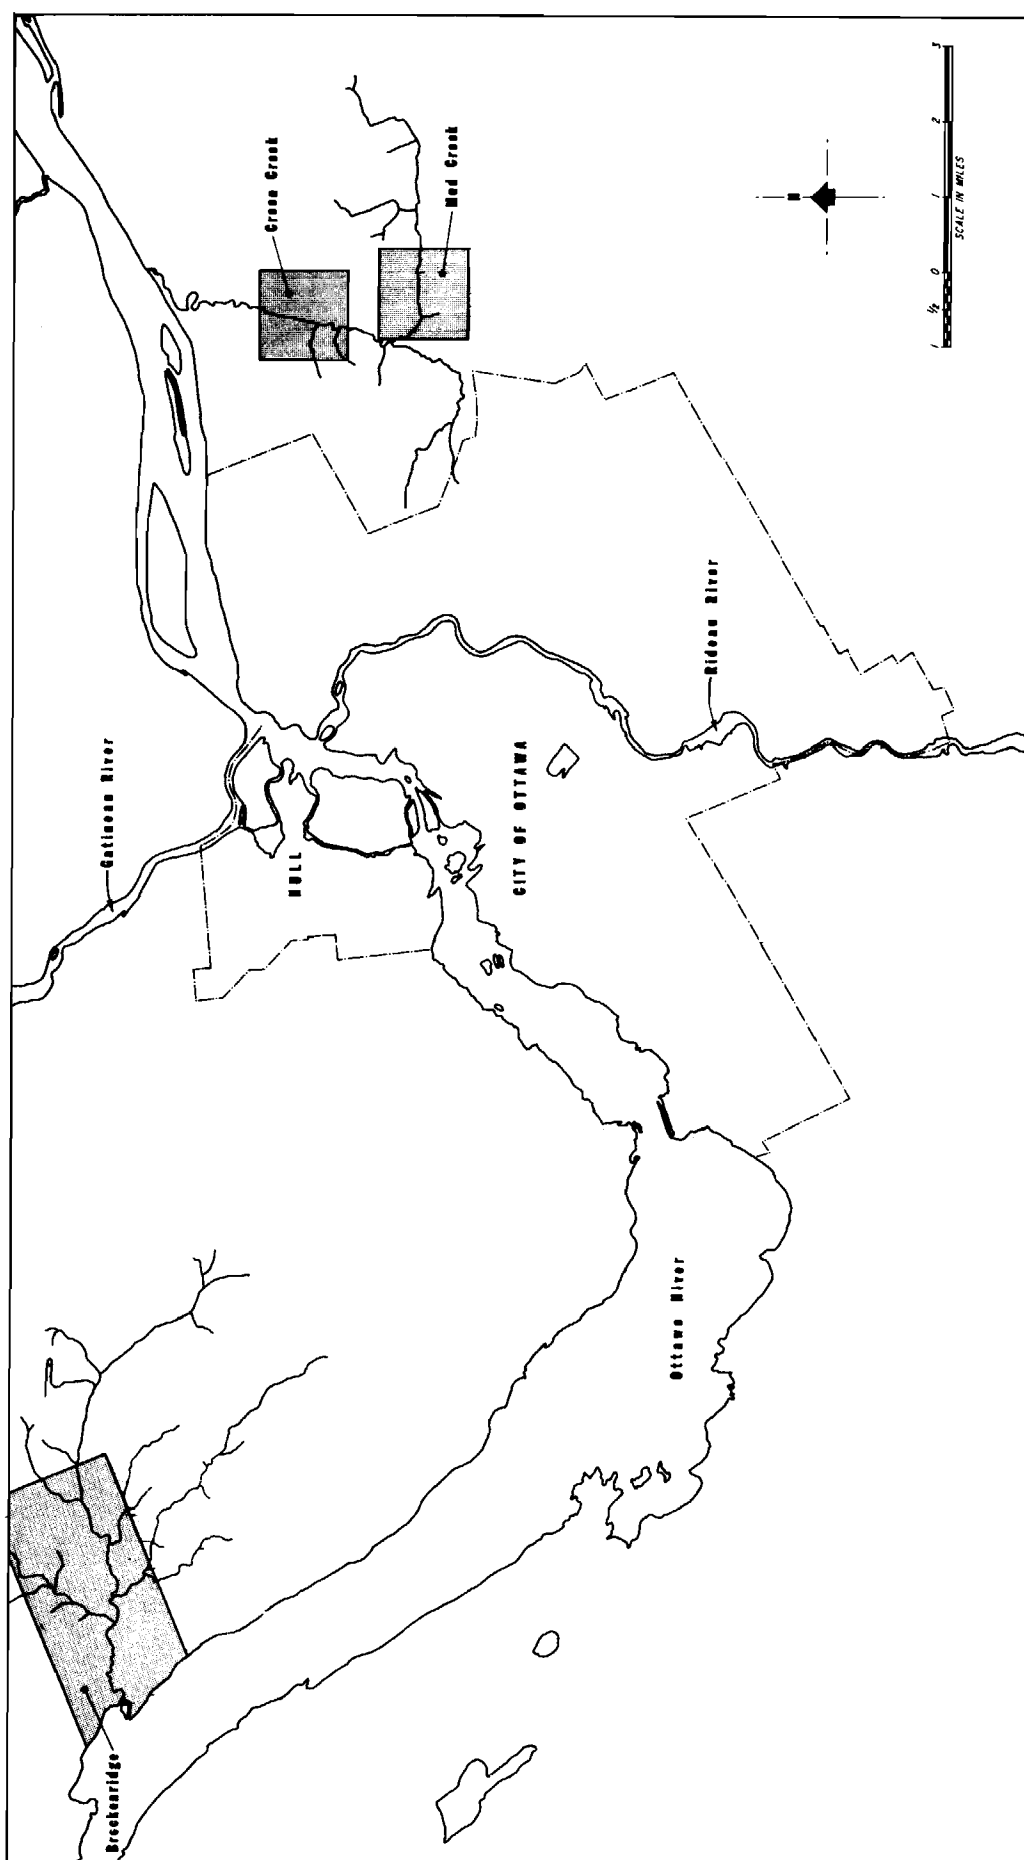 Breckenridge
Gatineau River
HULL
Green Creek
Mud Creek
CITY OF OTTAWA
Ottawa River
Rideau River
N
1 ½ 0 1 2 3
SCALE IN MILES